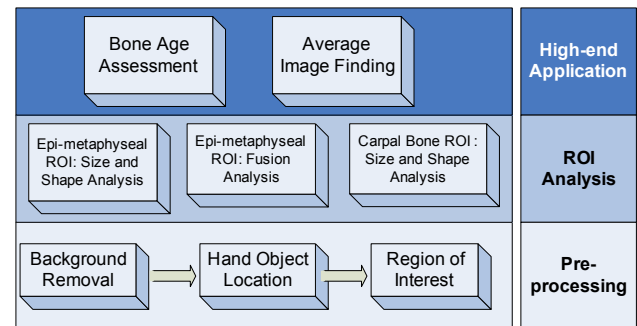 Bone Age
Assessment
Average
Image Finding
High-end
Application
Epi-metaphyseal
ROI: Size and
Shape Analysis
Epi-metaphyseal
ROI: Fusion
Analysis
Carpal Bone ROI :
Size and Shape
Analysis
ROI
Analysis
Background
Removal
Hand Object
Location
Region of
Interest
Pre-
processing